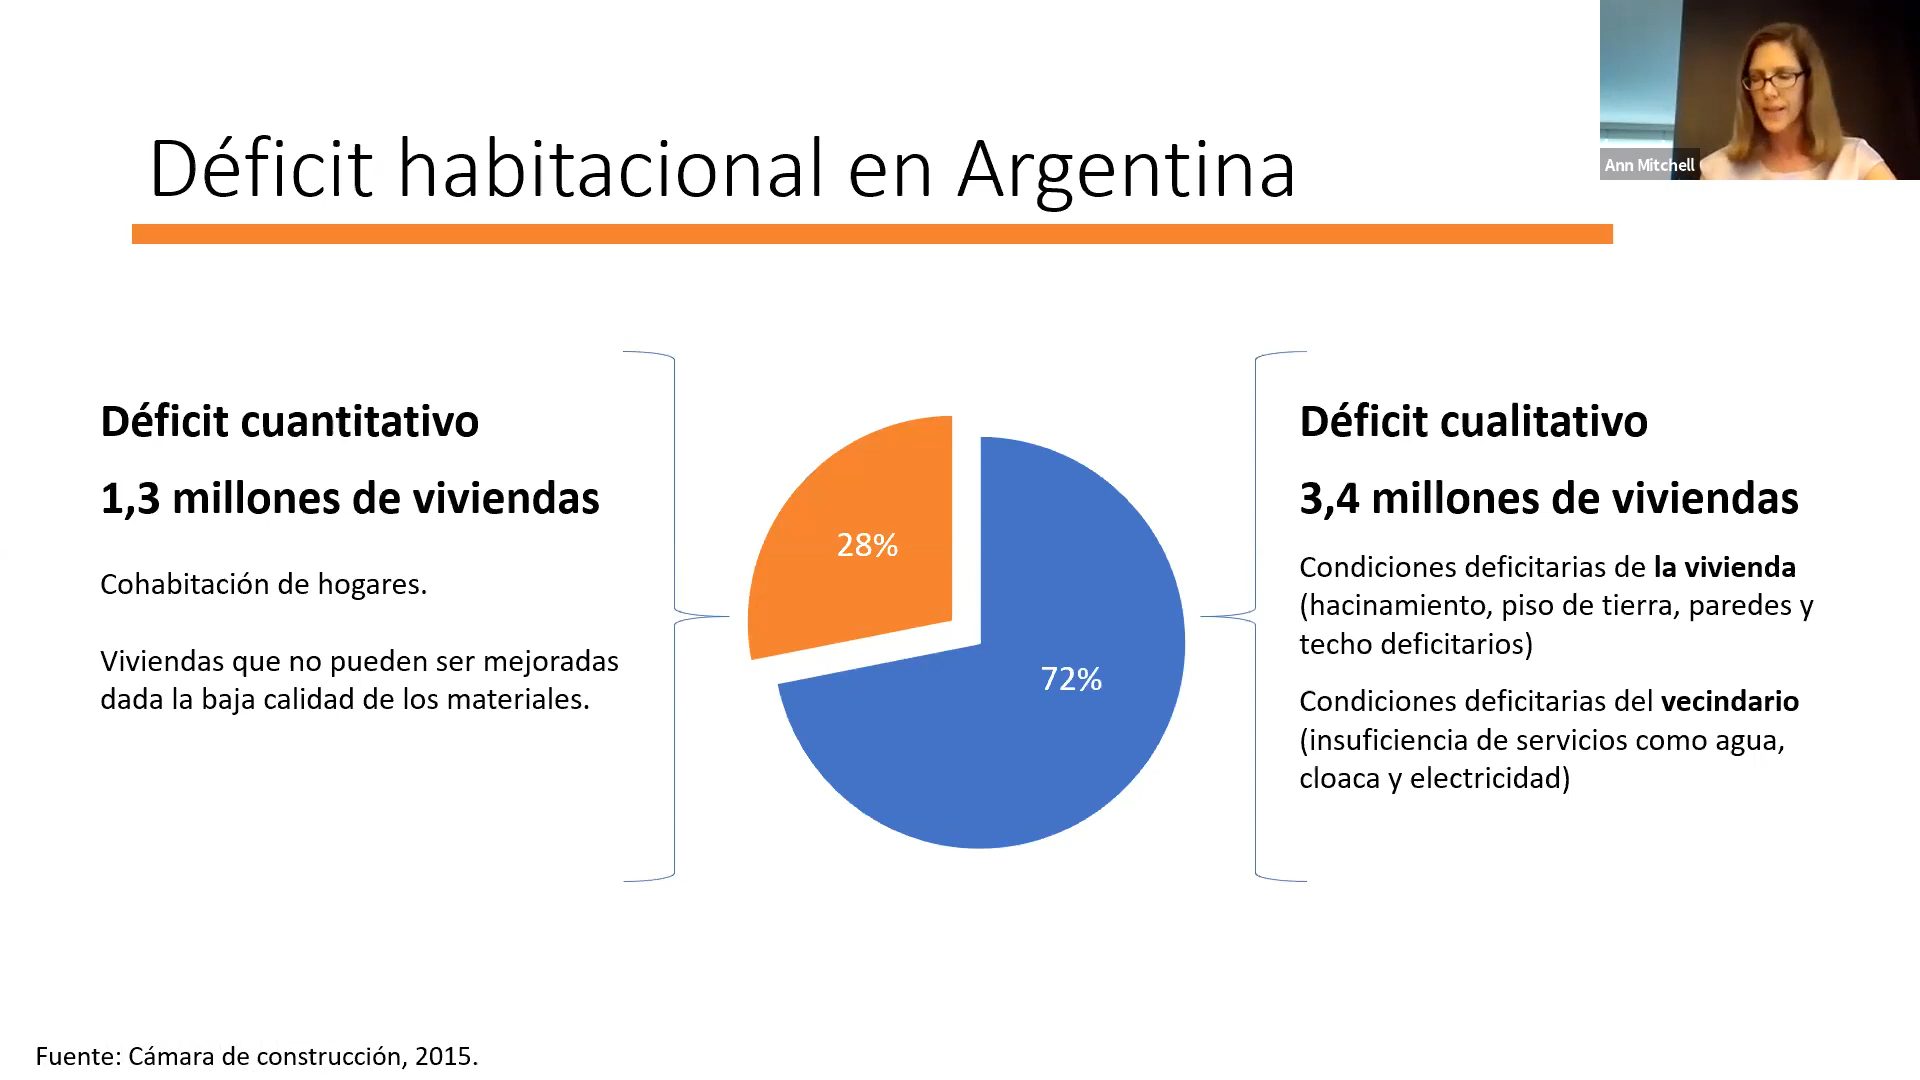 Ann Mitchell
Déficit habitacional en Argentina
Déficit cuantitativo
1,3 millones de viviendas
Cohabitación de hogares.
Viviendas que no pueden ser mejoradas
dada la baja calidad de los materiales.
28%
72%
Déficit cualitativo
3,4 millones de viviendas
Condiciones deficitarias de la vivienda
(hacinamiento, piso de tierra, paredes y
techo deficitarios)
Condiciones deficitarias del vecindario
(insuficiencia de servicios como agua,
cloaca y electricidad)
Fuente: Cámara de construcción, 2015.